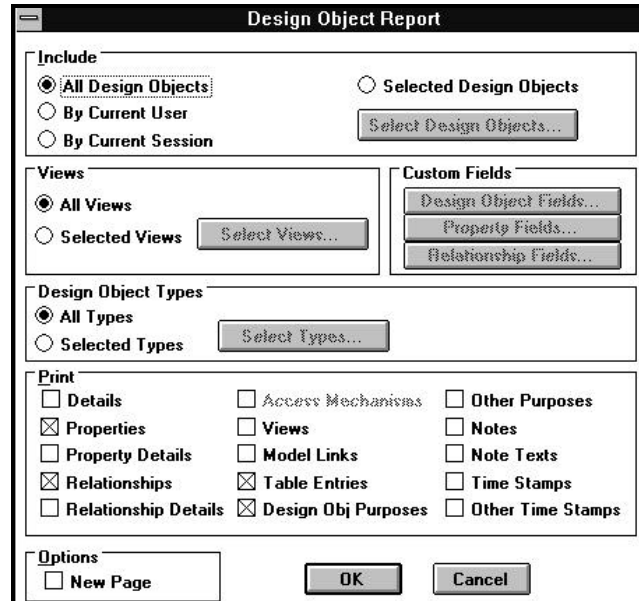 Design Object Report
Include
All Design Objects
Selected Design Objects
By Current User
Select Design Objects...
By Current Session
Views
All Views
Selected Views
Select Views...
Custom Fields
Design Object Fields...
Property Fields...
Relationship Fields...
Design Object Types
All Types
Selected Types
Select Types...
Print
Details
Access Mechanisms
Other Purposes
Properties
Views
Notes
Property Details
Model Links
Note Texts
Relationships
Table Entries
Time Stamps
Relationship Details
Design Obj Purposes
Other Time Stamps
Options
New Page
OK
Cancel